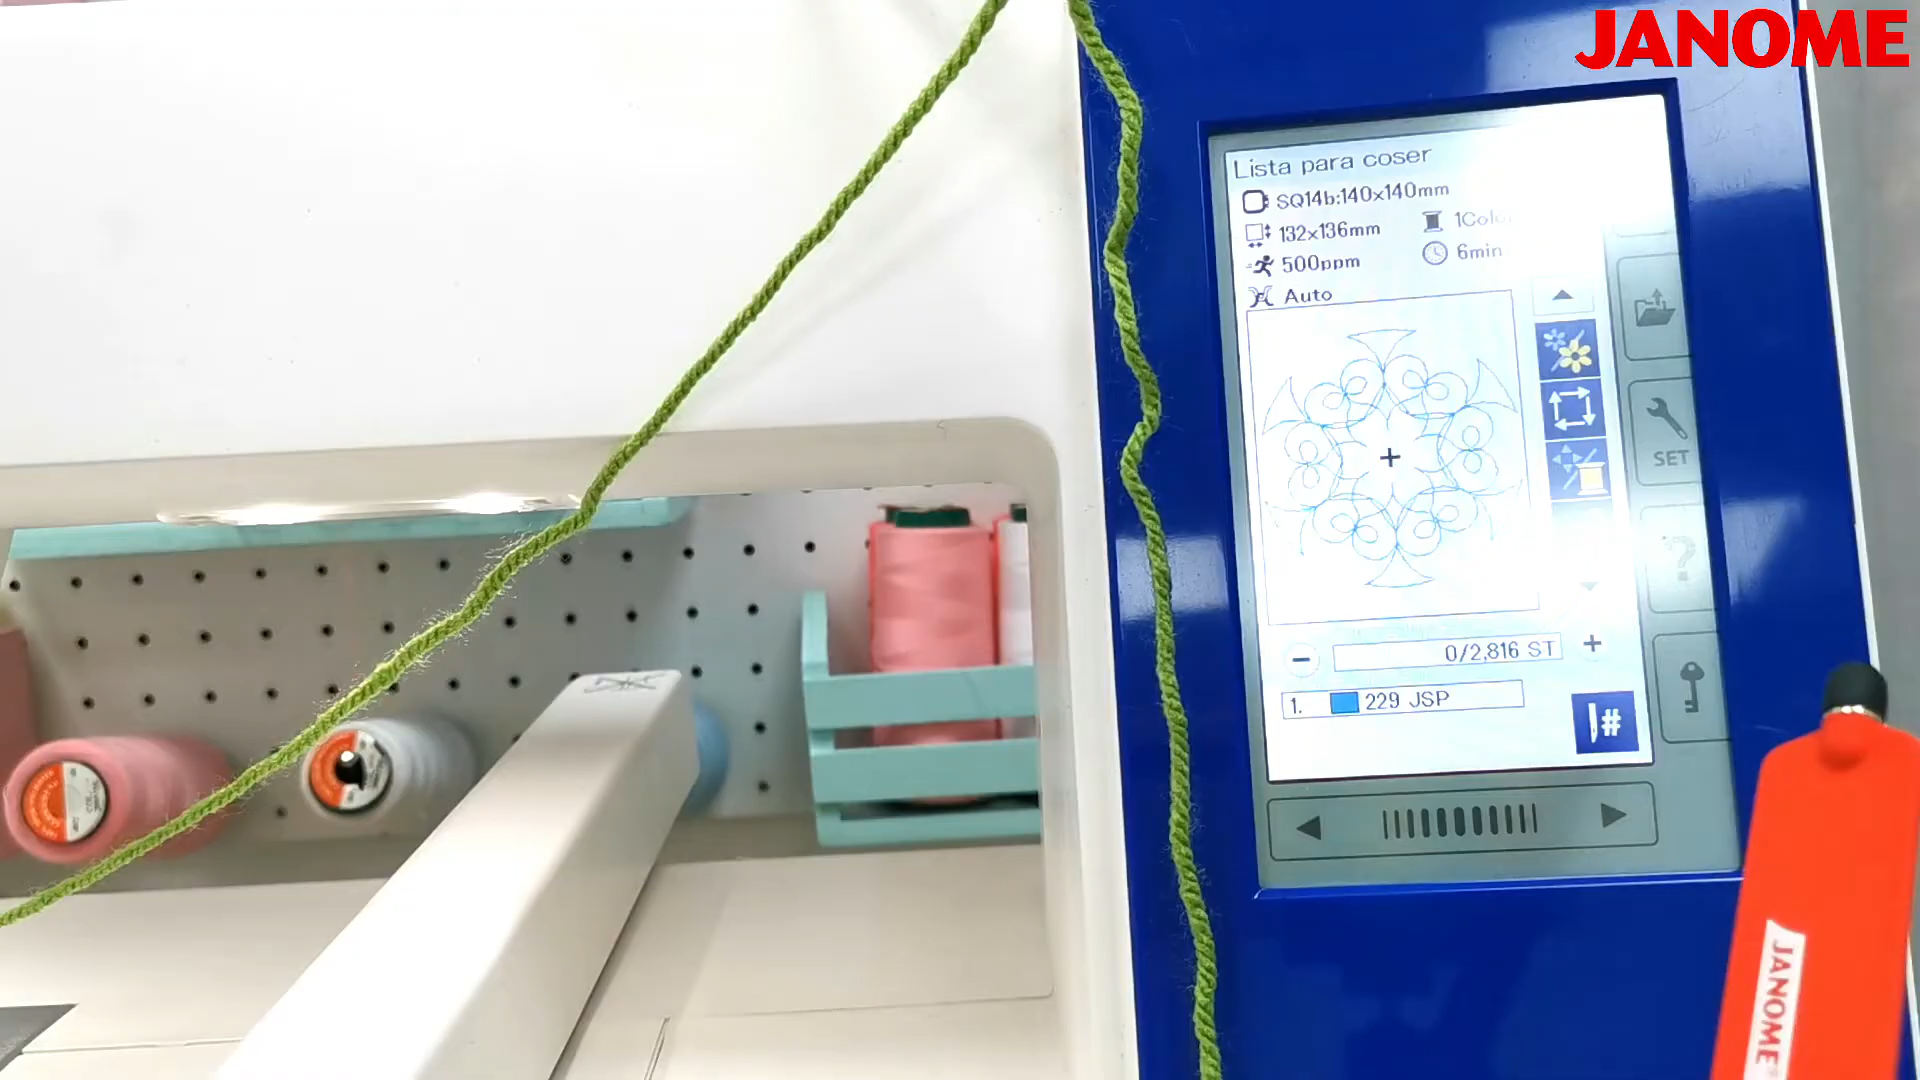 JANOME
Lista para coser
SQ14b:140x140mm
132x136mm
500ppm
6min
Auto
SET
?
0/2,816 ST
1. 229 JSP
#
JANOME